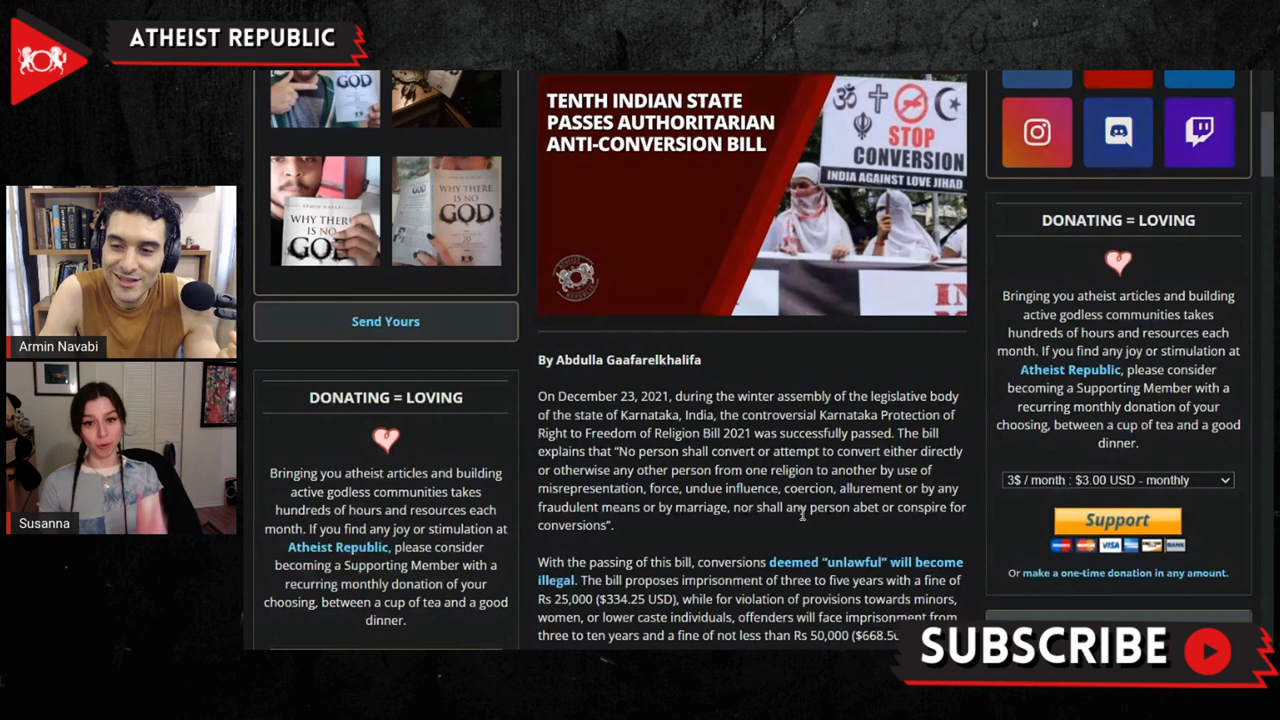 ATHEIST REPUBLIC
Armin Navabi
Susanna
GOD
ARMIN NAVABI
WHY THERE
IS NO
GOD
WHY THERE
IS NO
GOD
Send Yours
DONATING = LOVING
Bringing you atheist articles and building
active godless communities takes
hundreds of hours and resources each
month. If you find any joy or stimulation at
Atheist Republic, please consider
becoming a Supporting Member with a
recurring monthly donation of your
choosing, between a cup of tea and a good
dinner.
TENTH INDIAN STATE
PASSES AUTHORITARIAN
ANTI-CONVERSION BILL
STOP
CONVERSION
INDIA AGAINST LOVE JIHAD
By Abdulla Gaafarelkhalifa
On December 23, 2021, during the winter assembly of the legislative body
of the state of Karnataka, India, the controversial Karnataka Protection of
Right to Freedom of Religion Bill 2021 was successfully passed. The bill
explains that “No person shall convert or attempt to convert either directly
or otherwise any other person from one religion to another by use of
misrepresentation, force, undue influence, coercion, allurement or by any
fraudulent means or by marriage, nor shall any person abet or conspire for
conversions”.
With the passing of this bill, conversions deemed “unlawful” will become
illegal. The bill proposes imprisonment of three to five years with a fine of
Rs 25,000 ($334.25 USD), while for violation of provisions towards minors,
women, or lower caste individuals, offenders will face imprisonment from
three to ten years and a fine of not less than Rs 50,000 ($668.50
DONATING = LOVING
Bringing you atheist articles and building
active godless communities takes
hundreds of hours and resources each
month. If you find any joy or stimulation at
Atheist Republic, please consider
becoming a Supporting Member with a
recurring monthly donation of your
choosing, between a cup of tea and a good
dinner.
3$ / month : $3.00 USD - monthly
Support
VISA
BANK
Or make a one-time donation in any amount.
SUBSCRIBE